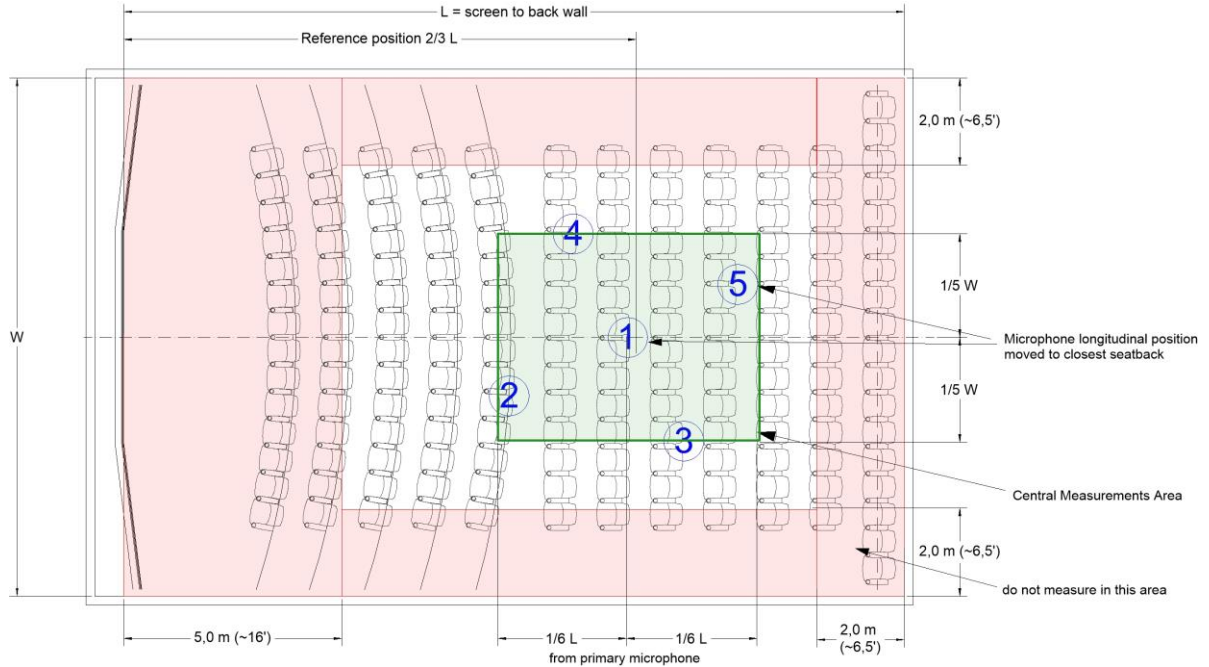 L = screen to back wall
Reference position 2/3 L
2,0 m (~6,5')
W
4
1/5 W
5
1
Microphone longitudinal position
moved to closest seatback
2
1/5 W
3
Central Measurements Area
2,0 m (~6,5')
do not measure in this area
5,0 m (~16')
1/6 L
1/6 L
2,0 m
(~6,5')
from primary microphone